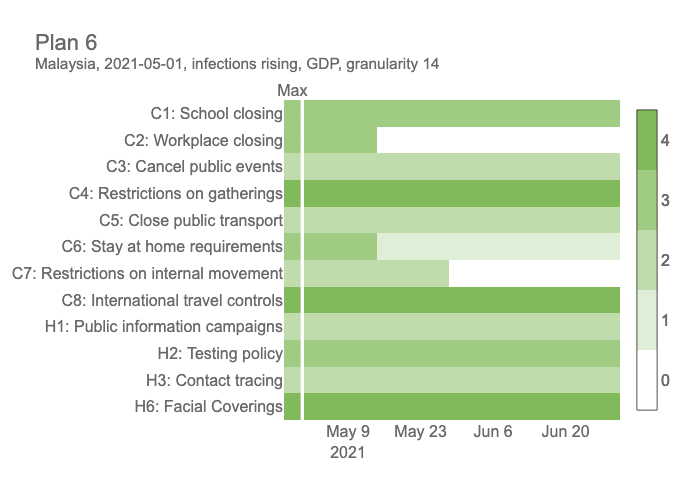 Plan 6
Malaysia, 2021-05-01, infections rising, GDP, granularity 14
Max
C1: School closing
C2: Workplace closing
C3: Cancel public events
C4: Restrictions on gatherings
C5: Close public transport
C6: Stay at home requirements
C7: Restrictions on internal movement
C8: International travel controls
H1: Public information campaigns
H2: Testing policy
H3: Contact tracing
H6: Facial Coverings
May 9 May 23 Jun 6 Jun 20
2021
4
3
2
1
0